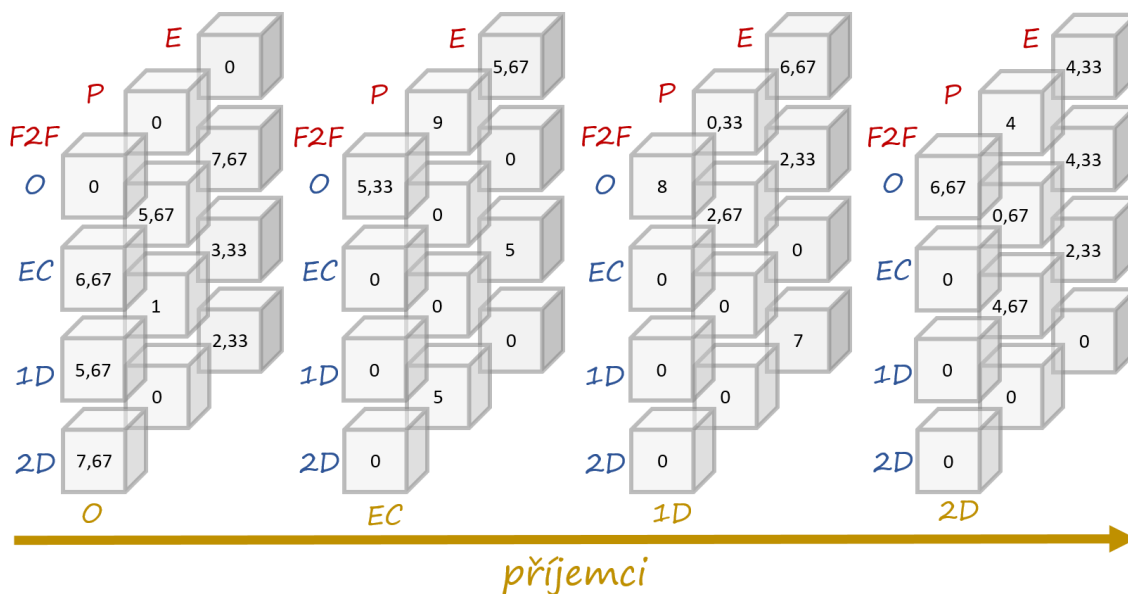 E E E E
0 5,67 6,67 4,33
P P P P
0 9 0,33 4
F2F F2F F2F F2F
7,67 0 2,33 4,33
O 0 O 5,33 O 8 O 6,67
5,67 0 2,67 0,67
3,33 5 0 2,33
EC 6,67 EC 0 EC 0 EC 0
1 0 0 4,67
2,33 0 7 0
1D 5,67 1D 0 1D 0 1D 0
0 5 0 0
2D 7,67 2D 0 2D 0 2D 0
O EC 1D 2D
příjemci